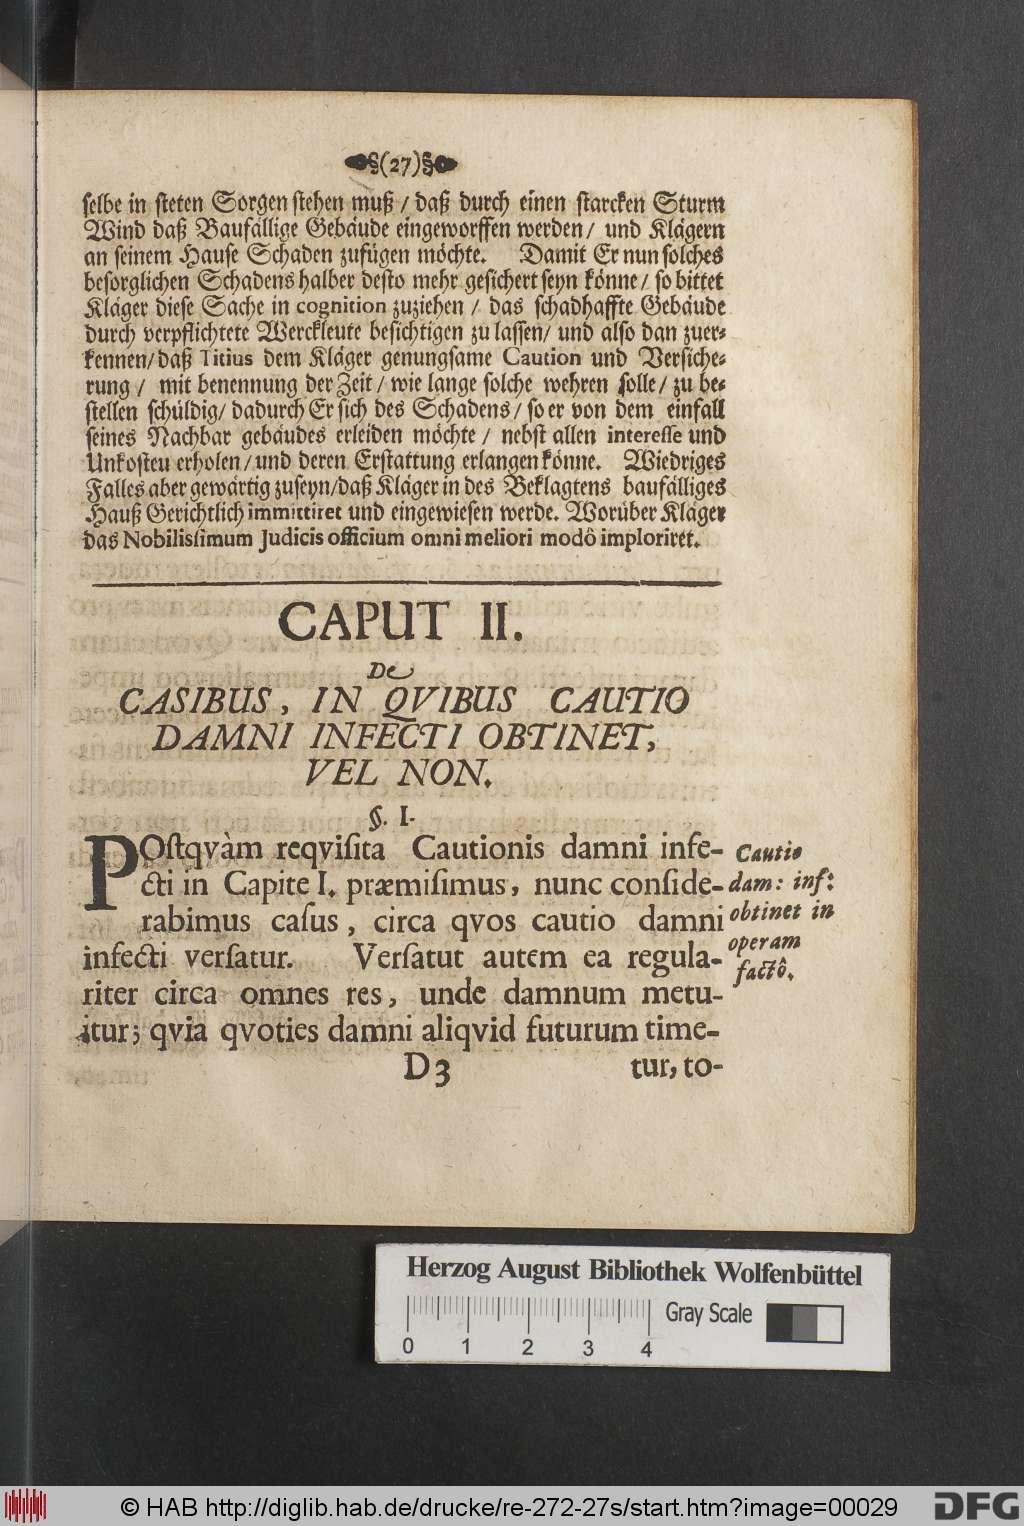 §(27)§
selbe in steten Sorgen stehen muß / daß durch einen starcken Sturm
Wind daß Baufällige Gebäude eingeworffen werden / und Klägern
an seinem Hause Schaden zufügen möchte. Damit Er nun solches
besorglichen Schadens halber desto mehr gesichert seyn könne / so bittet
Kläger diese Sache in cognition zuziehen / das schadhaffte Gebäude
durch verpflichtete Werckleute besichtigen zu lassen / und also dan zuer-
kennen / daß Titius dem Kläger genungsame Caution und Versiche-
rung / mit benennung der Zeit / wie lange solche wehren solle / zu be-
stellen schüldig / dadurch Er sich des Schadens / so er von dem einfall
seines Nachbar gebäudes erleiden möchte / nebst allen interesse und
Unkosteu erholen / und deren Erstattung erlangen könne. Wiedriges
Falles aber gewärtig zuseyn / daß Kläger in des Beklagtens baufälliges
Hauß Gerichtlich immittiret und eingewiesen werde. Worüber Kläger
das Nobilissimum Judicis officium omni meliori modô imploriret.
CAPUT II.
De
CASIBUS, IN QVIBUS CAUTIO
DAMNI INFECTI OBTINET,
VEL NON.
§. I.
POstqvàm reqvisita Cautionis damni infe-
cti in Capite I. præmisimus, nunc conside-
rabimus casus, circa qvos cautio damni
infecti versatur. Versatut autem ea regula-
riter circa omnes res, unde damnum metu-
itur; qvia qvoties damni aliqvid futurum time-
Cautio
dam: inf:
obtinet in
operam
factô.
D 3 tur, to-
Herzog August Bibliothek Wolfenbüttel
Gray Scale
0 1 2 3 4
© HAB http://diglib.hab.de/drucke/re-272-27s/start.htm?image=00029
DFG